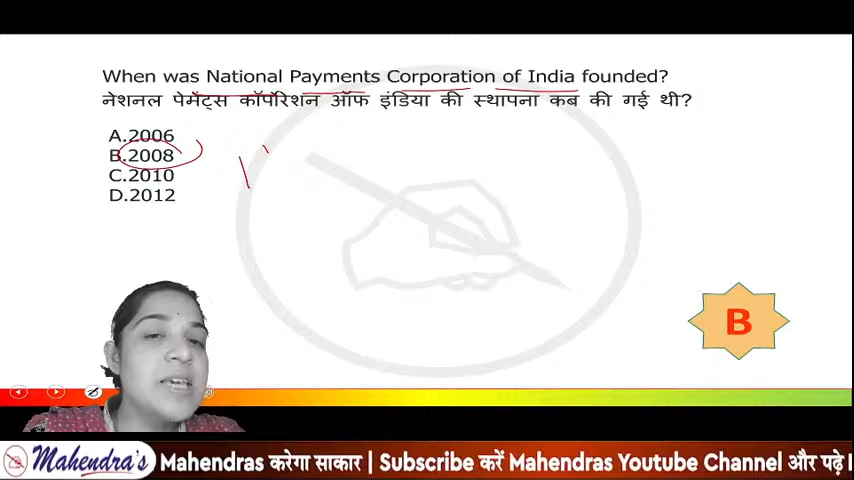 When was National Payments Corporation of India founded?
नेशनल पेमेंट्स कॉर्पोरेशन ऑफ इंडिया की स्थापना कब की गई थी?
A.2006
B.2008
C.2010
D.2012
B
Mahendra's
Mahendras करेगा साकार | Subscribe करें Mahendras Youtube Channel और पढ़े